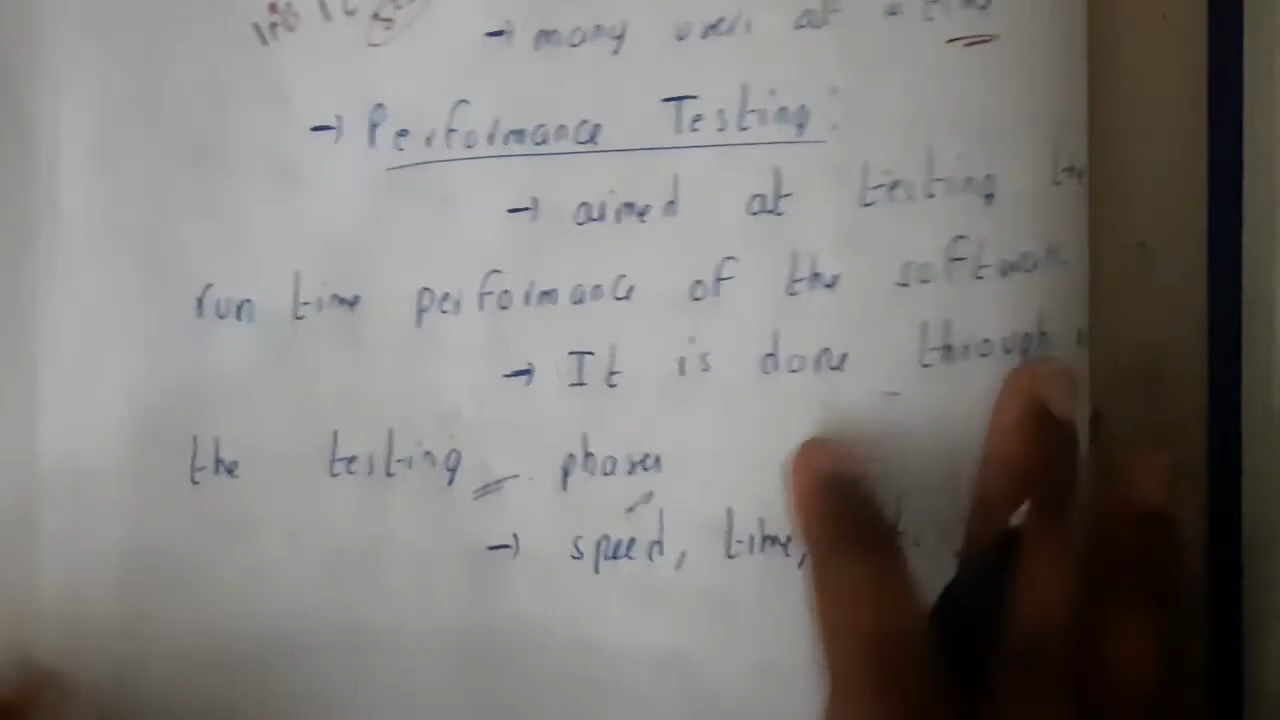 → many users at a time
→ Performance Testing:
→ aimed at testing the
run time performance of the software
→ It is done through
the testing phases
→ speed, time,